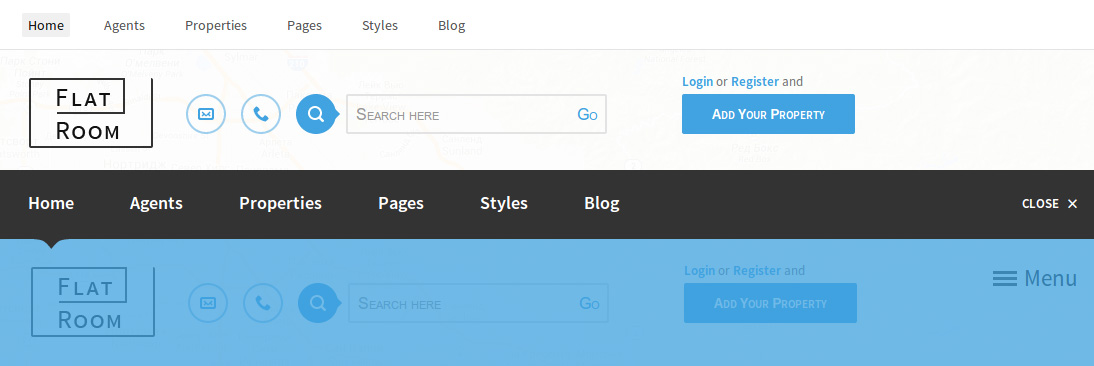 Home Agents Properties Pages Styles Blog
Login or Register and
FLAT
ROOM
SEARCH HERE GO
ADD YOUR PROPERTY
Home Agents Properties Pages Styles Blog CLOSE ×
Login or Register and
Menu
FLAT
ROOM
SEARCH HERE GO
ADD YOUR PROPERTY